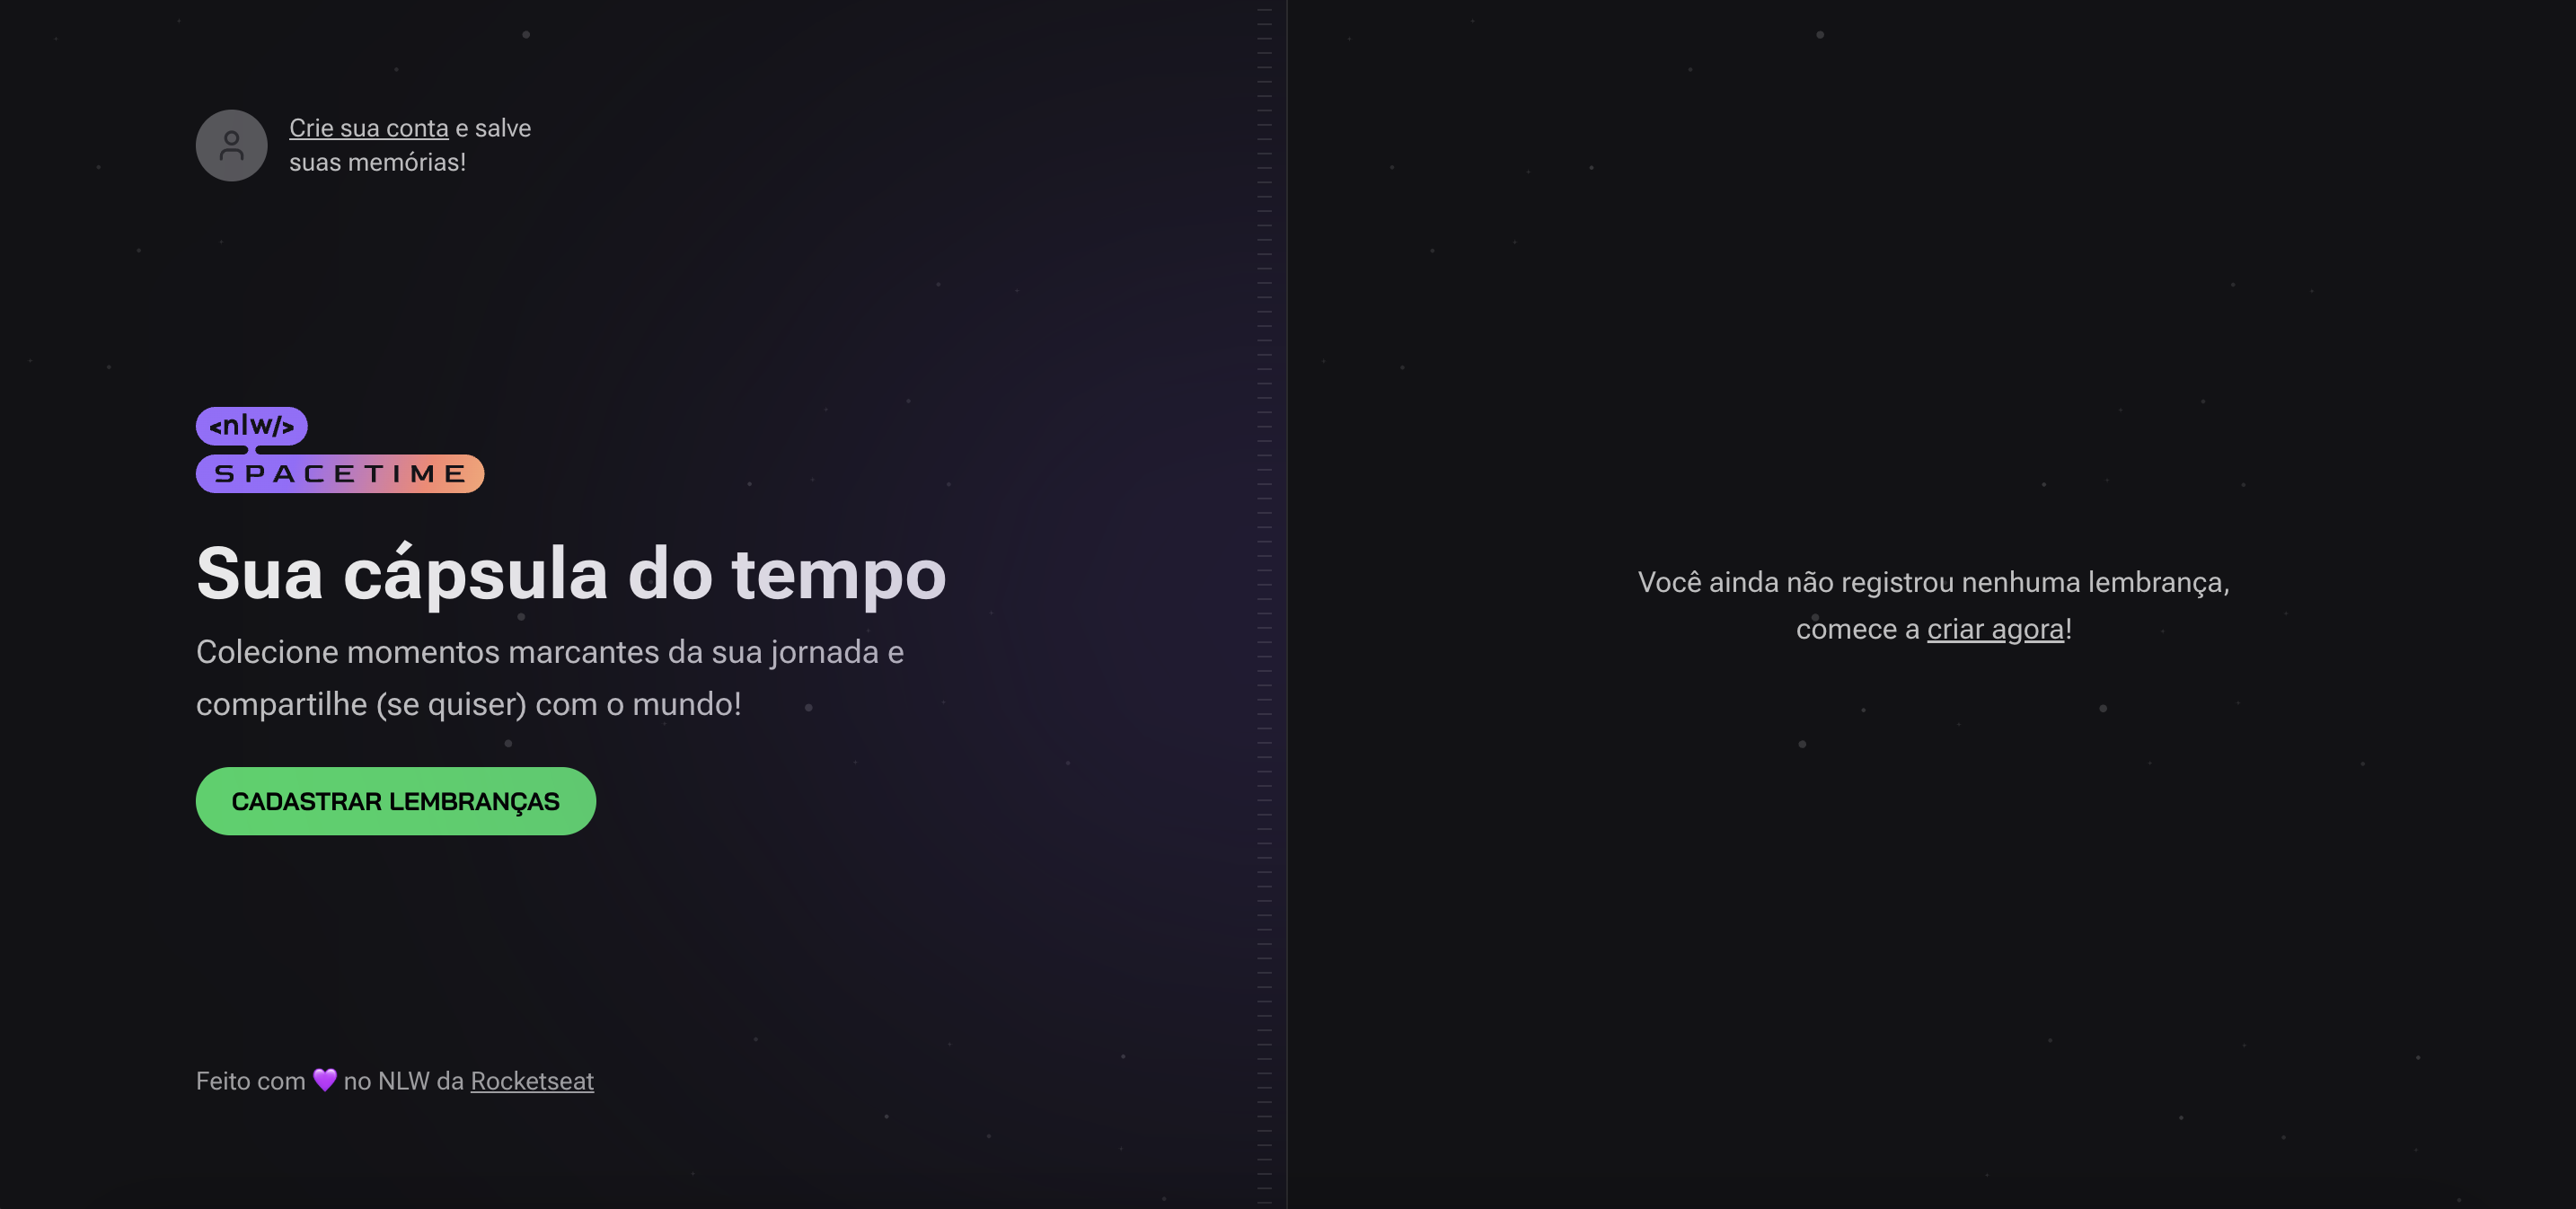 Crie sua conta e salve
suas memórias!
<nlw/>
SPACETIME
Sua cápsula do tempo
Colecione momentos marcantes da sua jornada e
compartilhe (se quiser) com o mundo!
CADASTRAR LEMBRANÇAS
Feito com 💜 no NLW da Rocketseat
Você ainda não registrou nenhuma lembrança,
comece a criar agora!